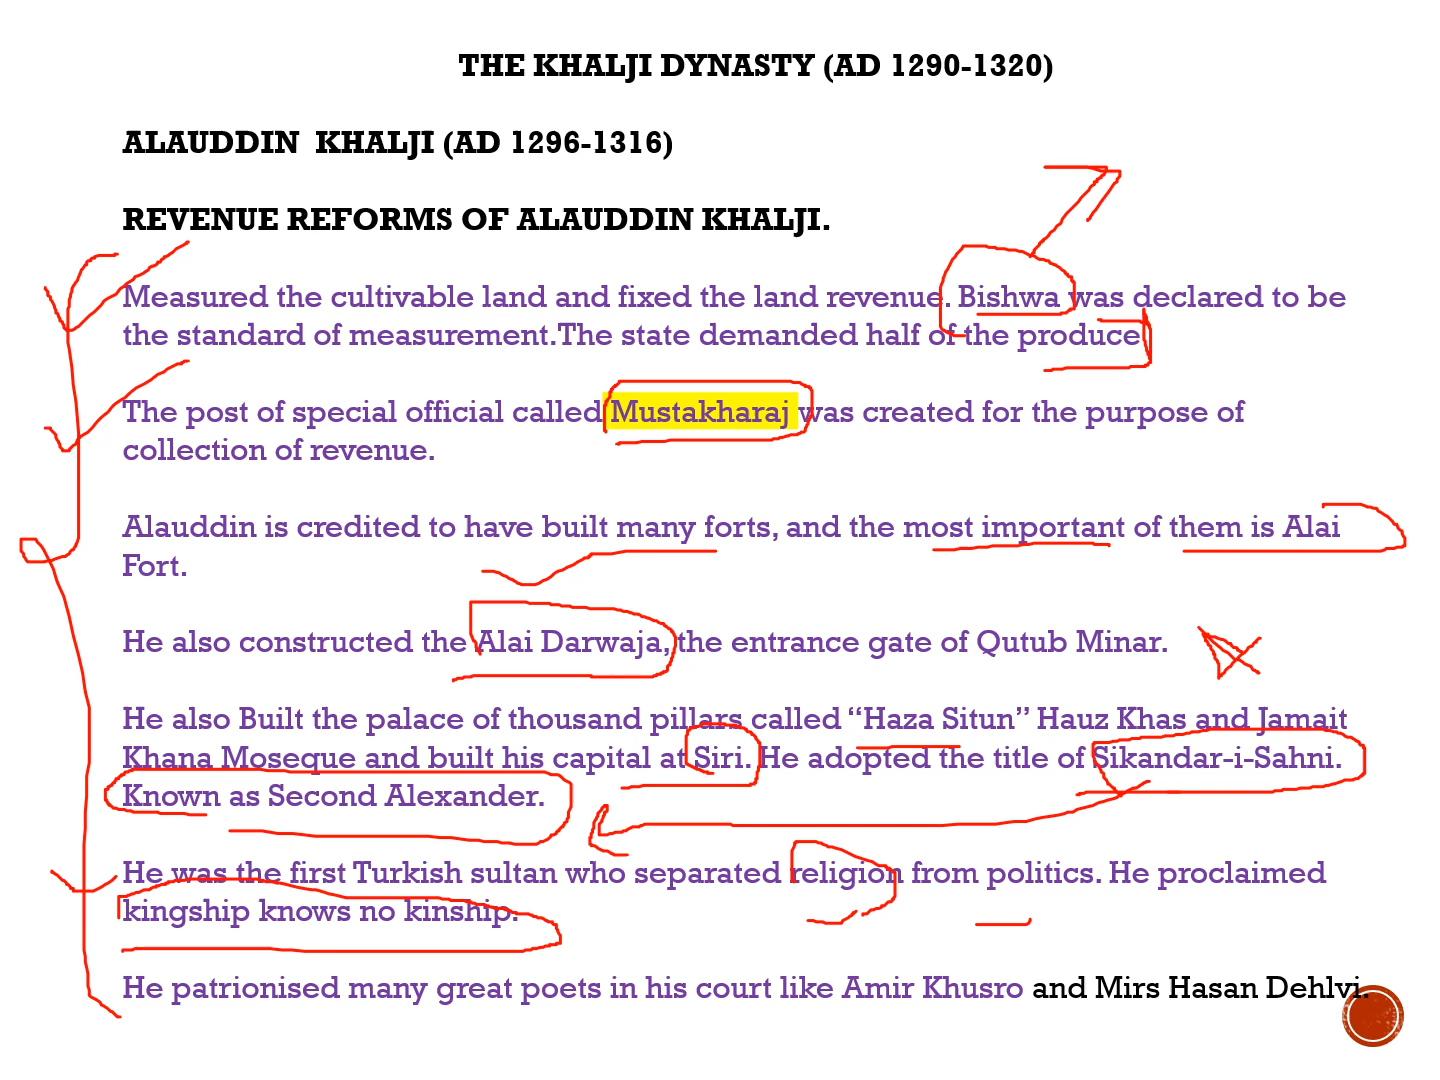 THE KHALJI DYNASTY (AD 1290-1320)
ALAUDDIN KHALJI (AD 1296-1316)
REVENUE REFORMS OF ALAUDDIN KHALJI.
Measured the cultivable land and fixed the land revenue. Bishwa was declared to be
the standard of measurement.The state demanded half of the produce
The post of special official called Mustakharaj was created for the purpose of
collection of revenue.
Alauddin is credited to have built many forts, and the most important of them is Alai
Fort.
He also constructed the Alai Darwaja, the entrance gate of Qutub Minar.
He also Built the palace of thousand pillars called “Haza Situn” Hauz Khas and Jamait
Khana Moseque and built his capital at Siri. He adopted the title of Sikandar-i-Sahni.
Known as Second Alexander.
He was the first Turkish sultan who separated religion from politics. He proclaimed
kingship knows no kinship.
He patrionised many great poets in his court like Amir Khusro and Mirs Hasan Dehlvi.